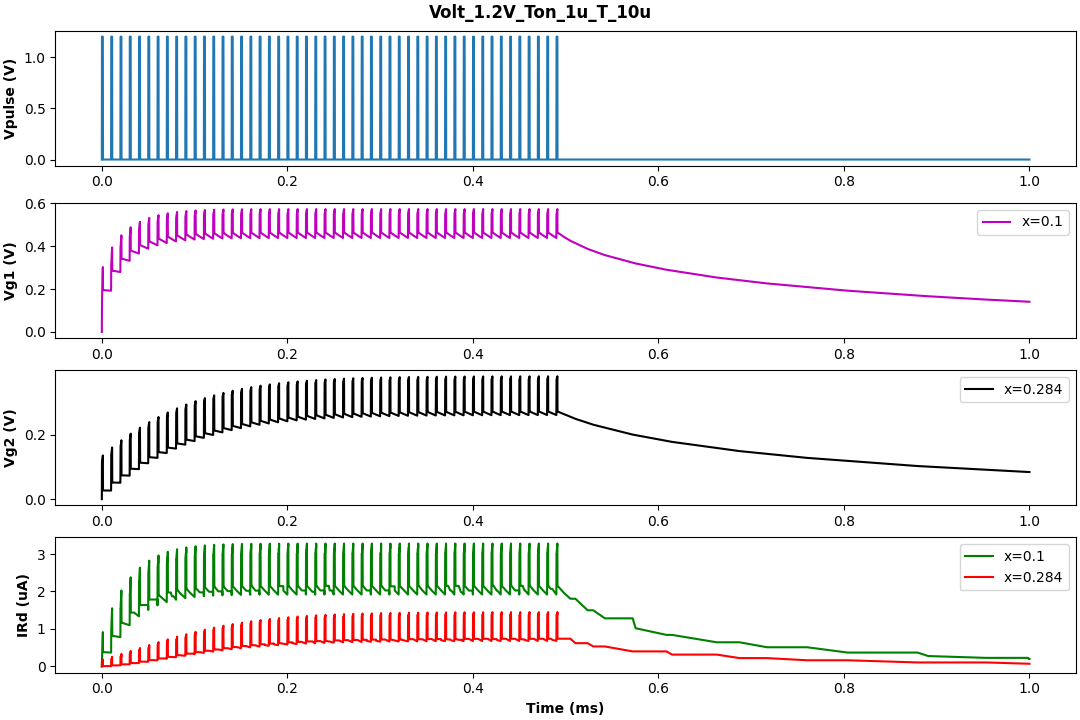 Volt_1.2V_Ton_1u_T_10u
Vpulse (V)
1.0
0.5
0.0
0.0 0.2 0.4 0.6 0.8 1.0
Vg1 (V)
0.6
0.4
0.2
0.0
x=0.1
0.0 0.2 0.4 0.6 0.8 1.0
Vg2 (V)
0.2
0.0
x=0.284
0.0 0.2 0.4 0.6 0.8 1.0
IRd (uA)
3
2
1
0
x=0.1
x=0.284
0.0 0.2 0.4 0.6 0.8 1.0
Time (ms)